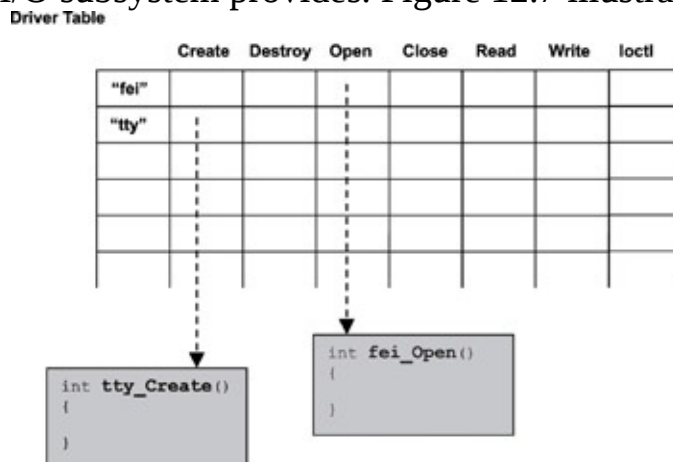 I/O subsystem provides. Figure 12.7 illustra
Driver Table
Create Destroy Open Close Read Write Ioctl
"fei"
"tty"
int fei_Open()
{
}
int tty_Create()
{
}